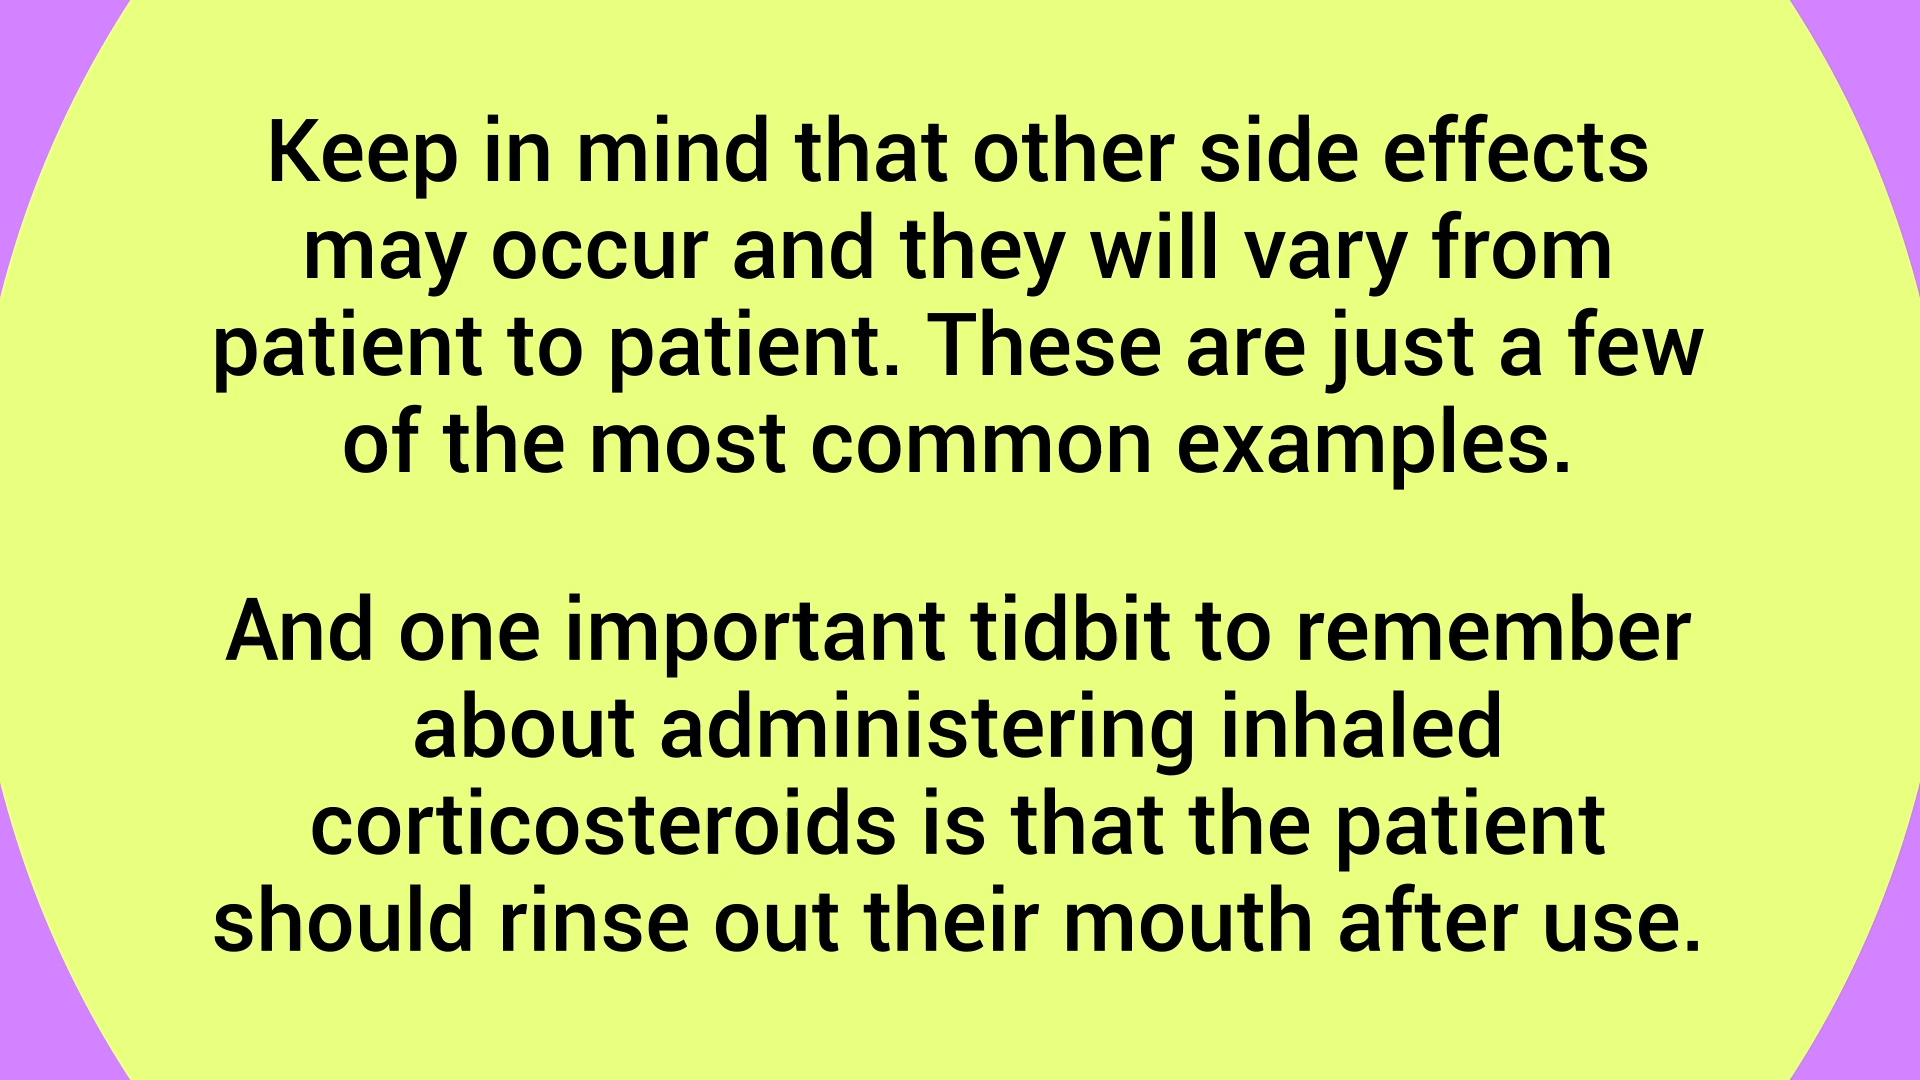 Keep in mind that other side effects
may occur and they will vary from
patient to patient. These are just a few
of the most common examples.
And one important tidbit to remember
about administering inhaled
corticosteroids is that the patient
should rinse out their mouth after use.